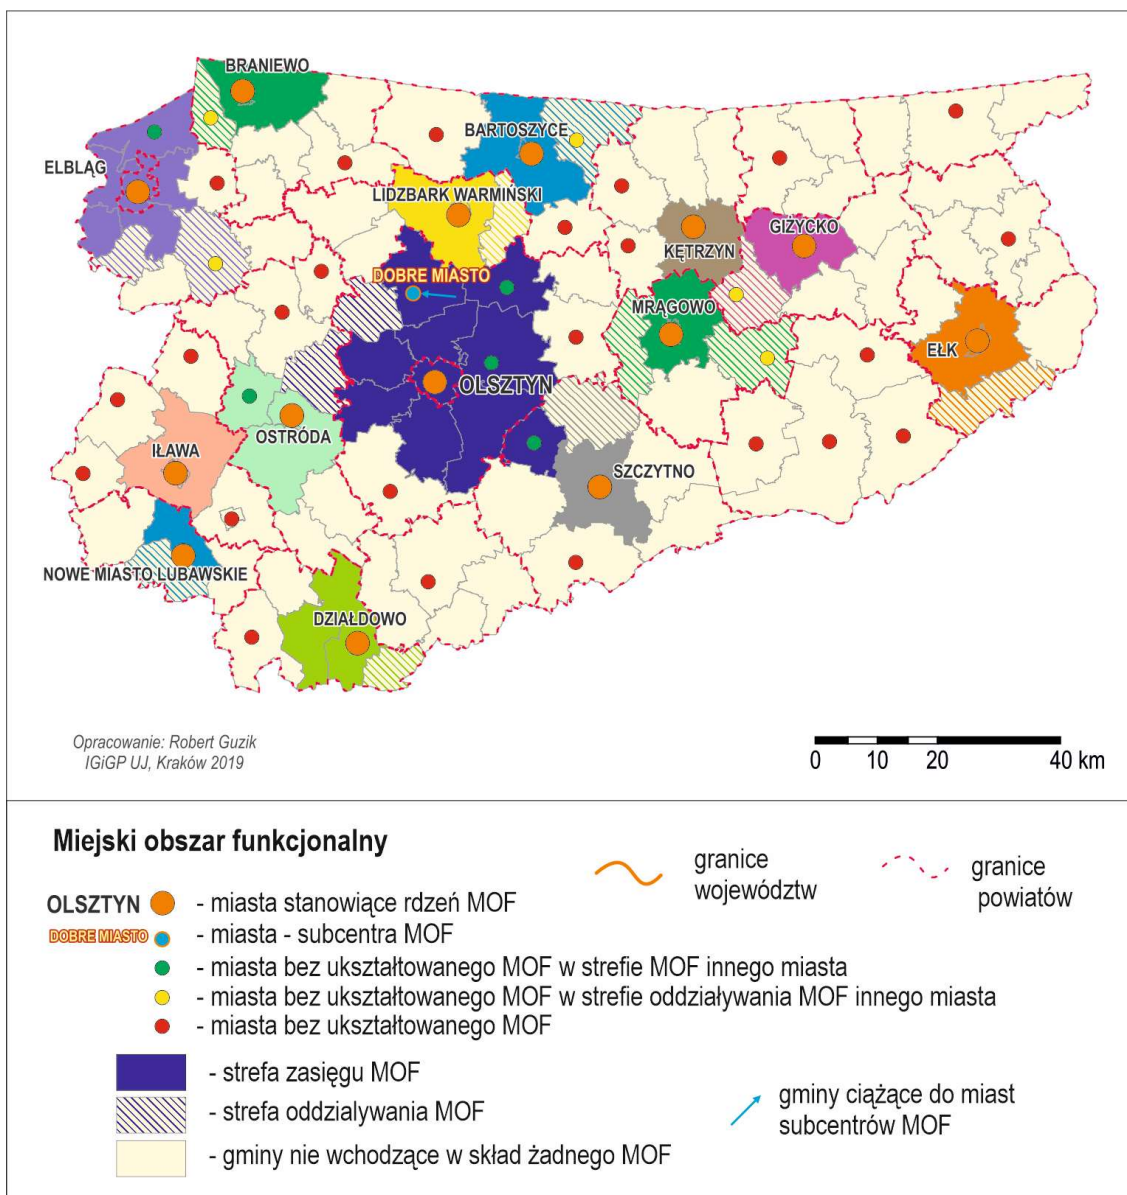 BRANIEWO
BARTOSZYCE
ELBLĄG
LIDZBARK WARMIŃSKI
GIŻYCKO
KĘTRZYN
DOBRE MIASTO
MRĄGOWO
EŁK
OLSZTYN
OSTRÓDA
IŁAWA
SZCZYTNO
NOWE MIASTO LUBAWSKIE
DZIAŁDOWO
Opracowanie: Robert Guzik
IGiGP UJ, Kraków 2019
0 10 20 40 km
Miejski obszar funkcjonalny
granice
województw
granice
powiatów
OLSZTYN - miasta stanowiące rdzeń MOF
DOBRE MIASTO - miasta - subcentra MOF
- miasta bez ukształtowanego MOF w strefie MOF innego miasta
- miasta bez ukształtowanego MOF w strefie oddziaływania MOF innego miasta
- miasta bez ukształtowanego MOF
- strefa zasięgu MOF
- strefa oddzialywania MOF
- gminy nie wchodzące w skład żadnego MOF
gminy ciążące do miast
subcentrów MOF